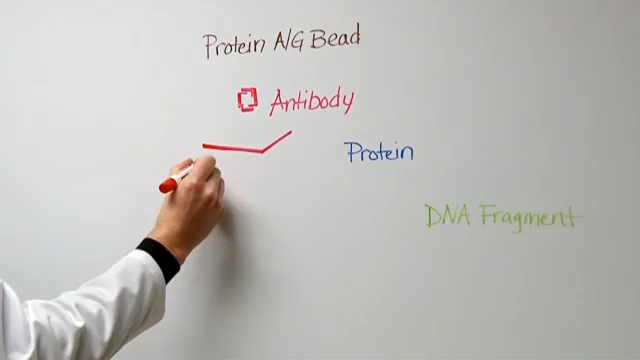 Protein A/G Bead
Antibody
Protein
DNA Fragment